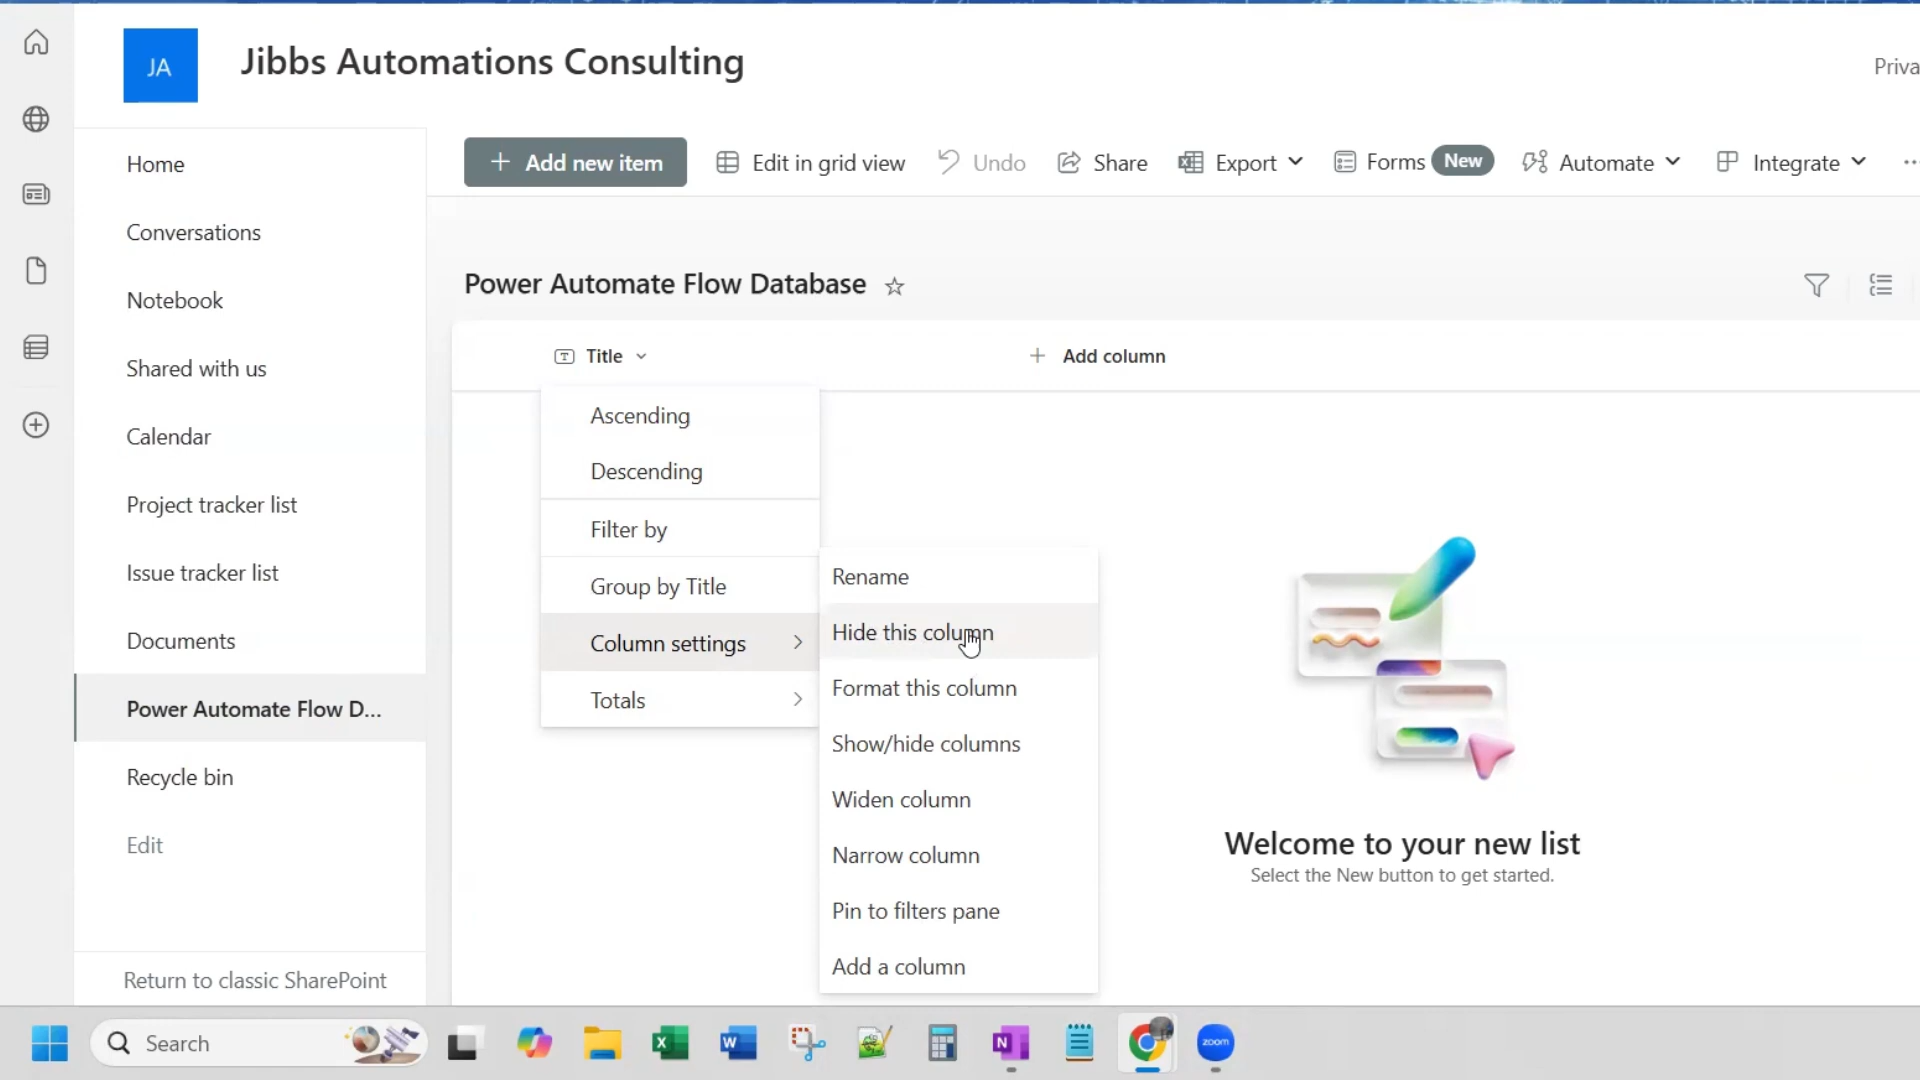 JA
Jibbs Automations Consulting
Priva
Home
Conversations
Notebook
Shared with us
Calendar
Project tracker list
Issue tracker list
Documents
Power Automate Flow D...
Recycle bin
Edit
Return to classic SharePoint
+ Add new item
Edit in grid view
Undo
Share
Export
Forms New
Automate
Integrate
...
Power Automate Flow Database
Title
+ Add column
Ascending
Descending
Filter by
Group by Title
Column settings
Totals
Rename
Hide this column
Format this column
Show/hide columns
Widen column
Narrow column
Pin to filters pane
Add a column
Welcome to your new list
Select the New button to get started.
Search
X
W
N
zoom